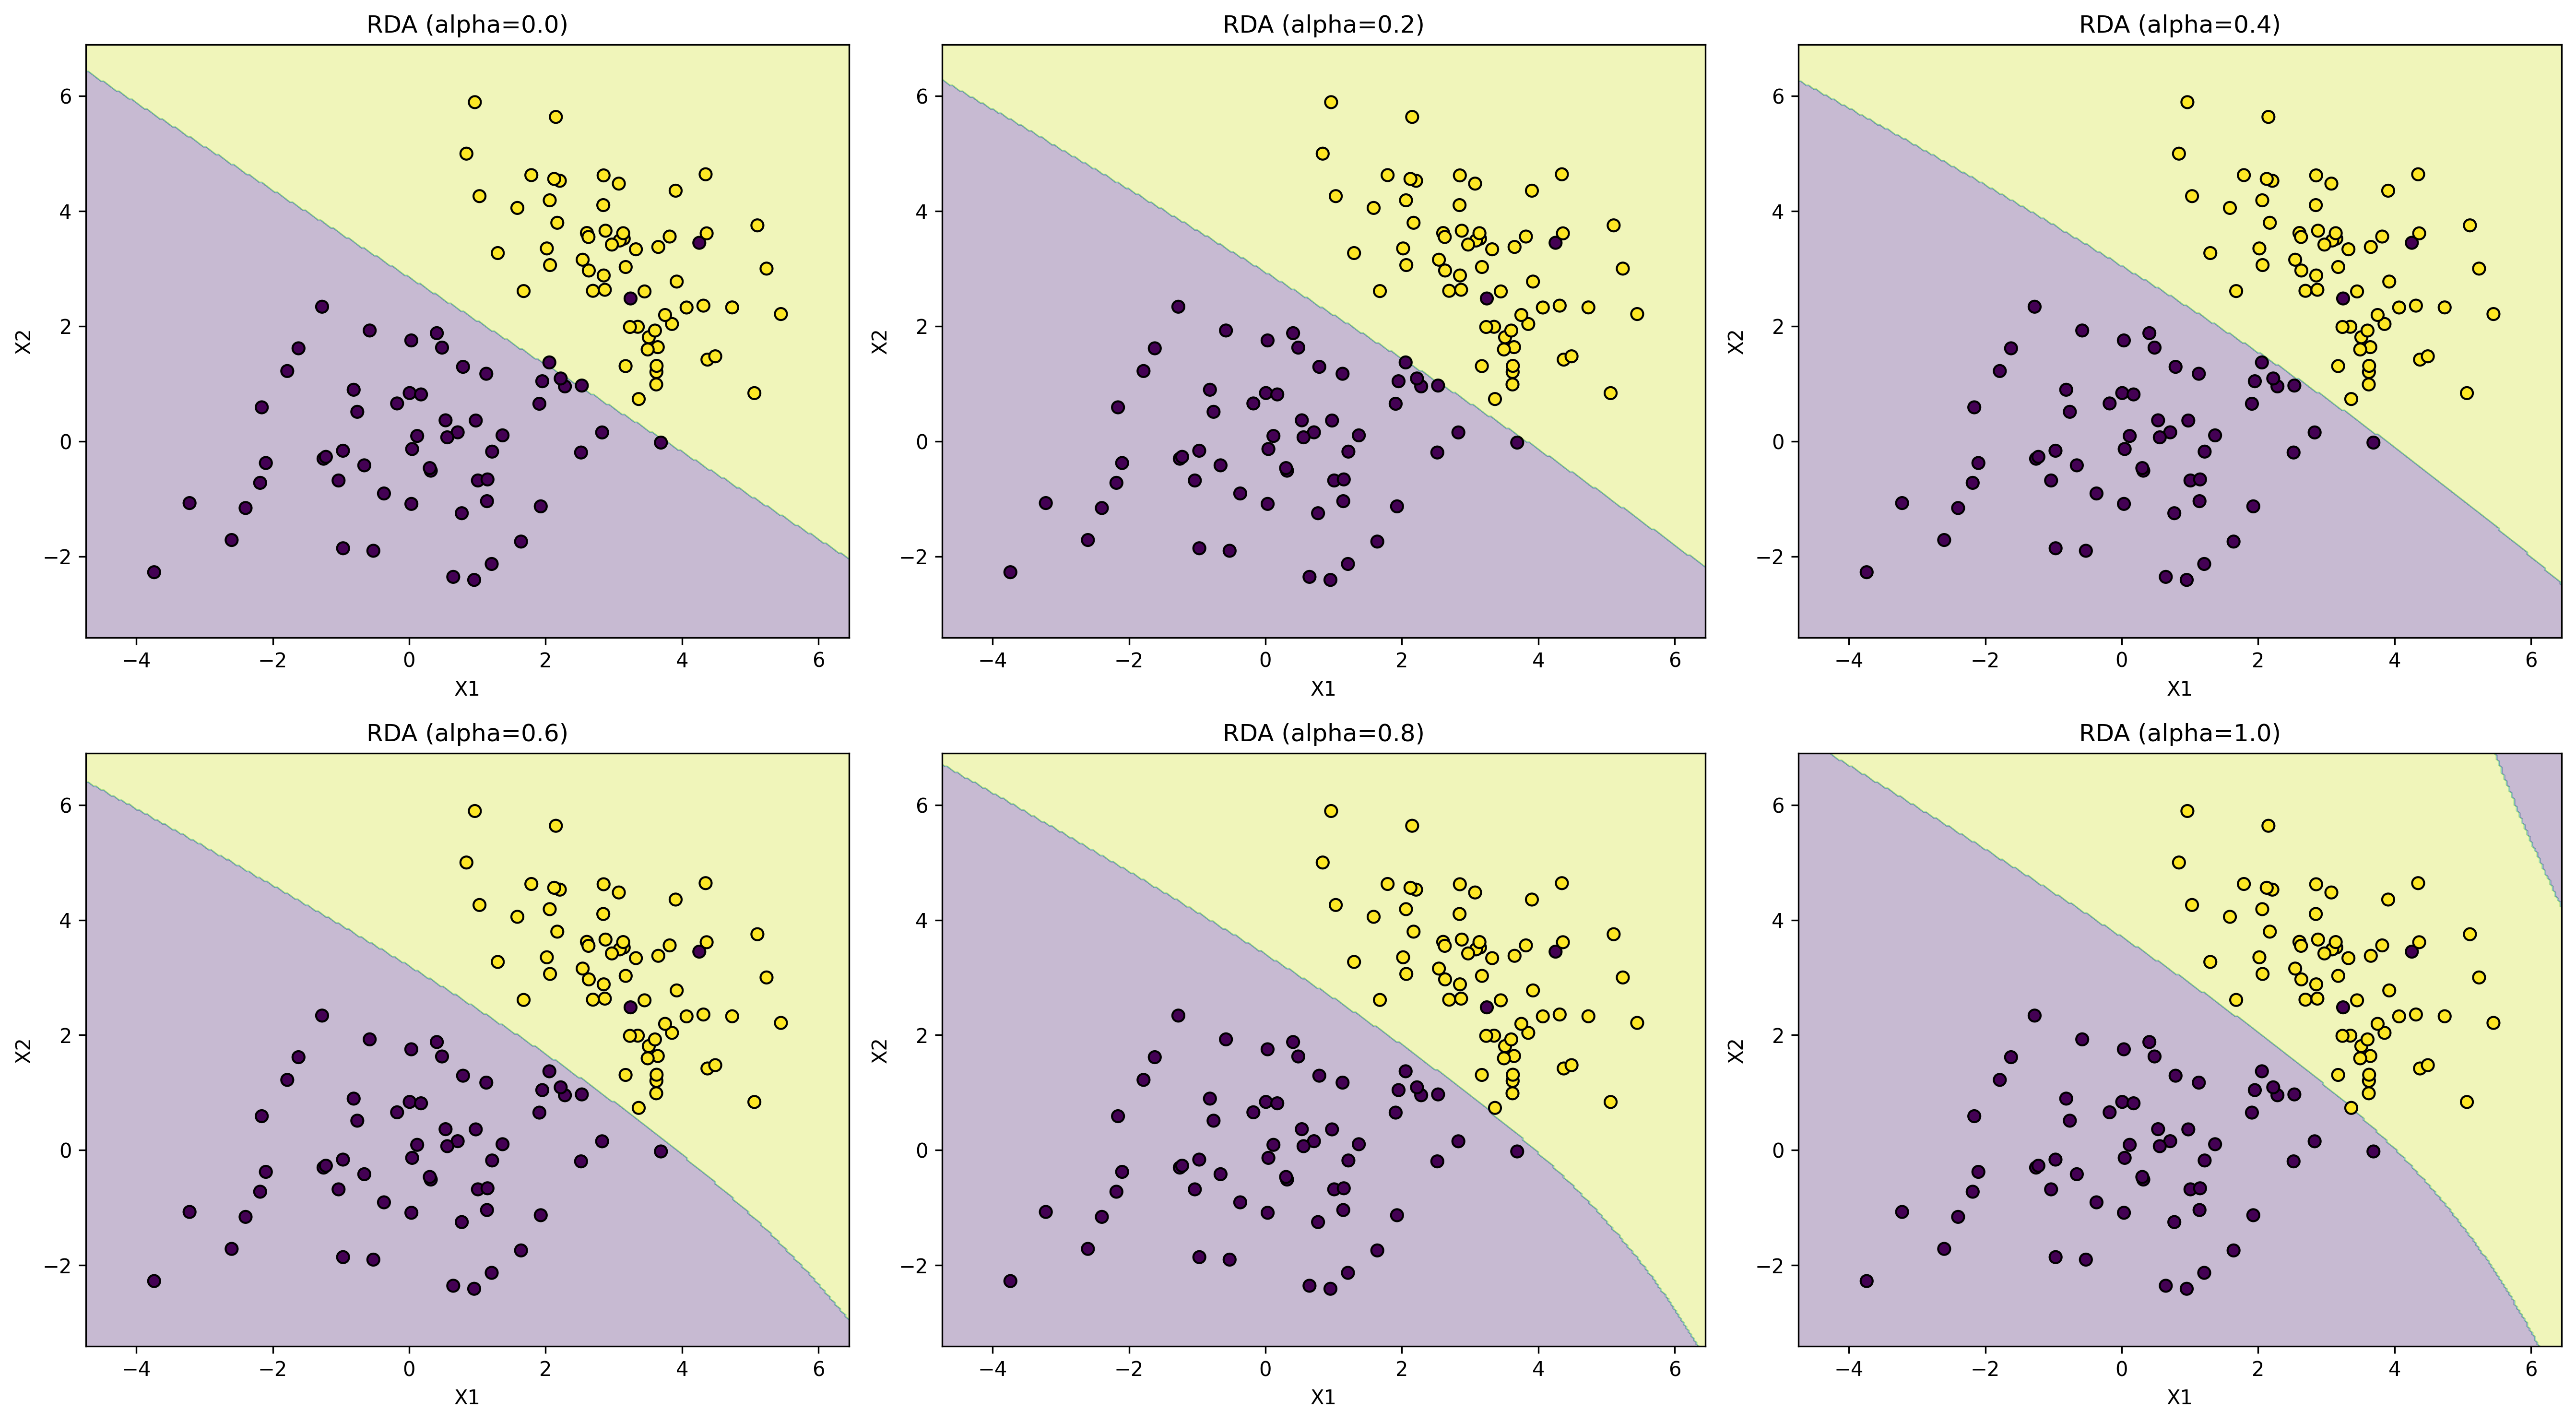 RDA (alpha=0.0)
6
4
2
0
−2
X2
−4 −2 0 2 4 6
X1
RDA (alpha=0.2)
6
4
2
0
−2
X2
−4 −2 0 2 4 6
X1
RDA (alpha=0.4)
6
4
2
0
−2
X2
−4 −2 0 2 4 6
X1
RDA (alpha=0.6)
6
4
2
0
−2
X2
−4 −2 0 2 4 6
X1
RDA (alpha=0.8)
6
4
2
0
−2
X2
−4 −2 0 2 4 6
X1
RDA (alpha=1.0)
6
4
2
0
−2
X2
−4 −2 0 2 4 6
X1